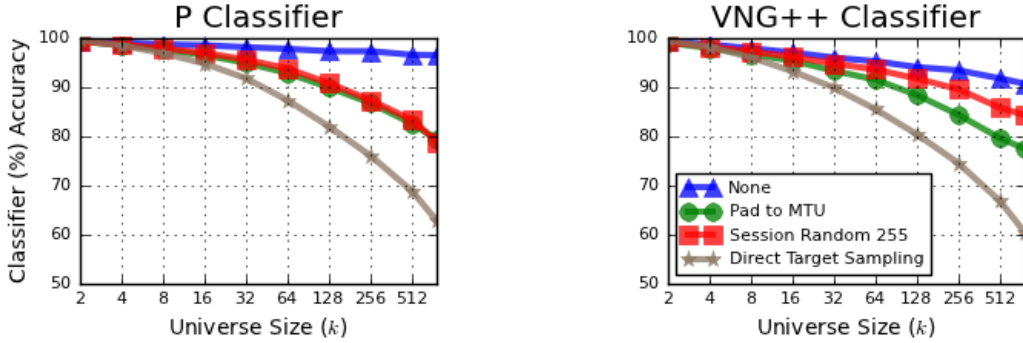 P Classifier
Classifier (%) Accuracy
100
90
80
70
60
50
2 4 8 16 32 64 128 256 512
Universe Size (k)
VNG++ Classifier
100
90
80
70
60
50
None
Pad to MTU
Session Random 255
Direct Target Sampling
2 4 8 16 32 64 128 256 512
Universe Size (k)